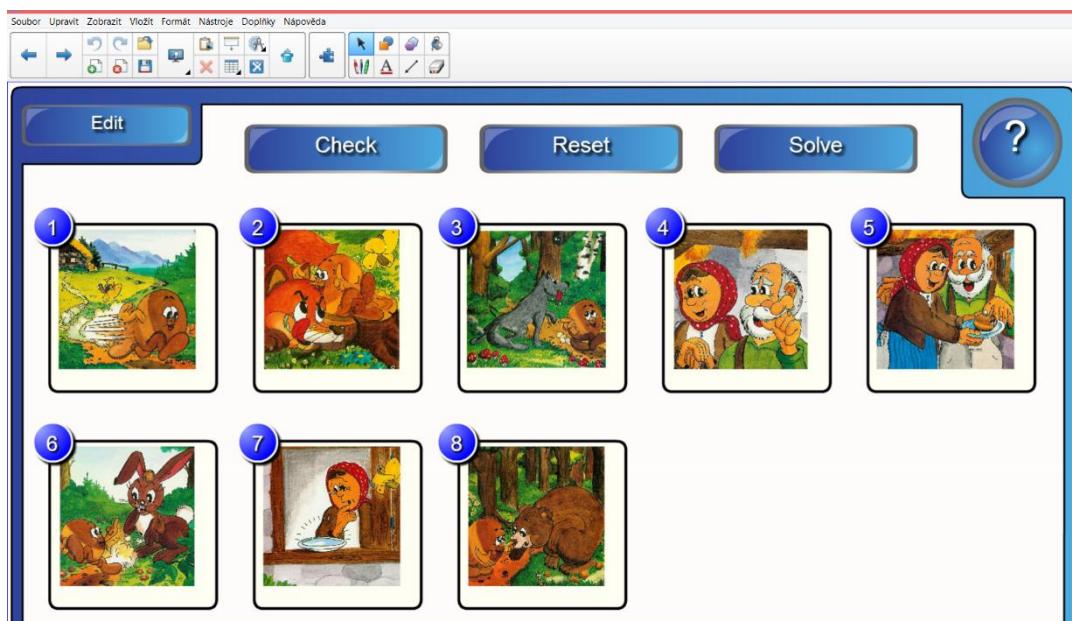 Soubor Upravit Zobrazit Vložit Formát Nástroje Doplňky Nápověda
A
Edit
Check
Reset
Solve
?
1
2
3
4
5
6
7
8